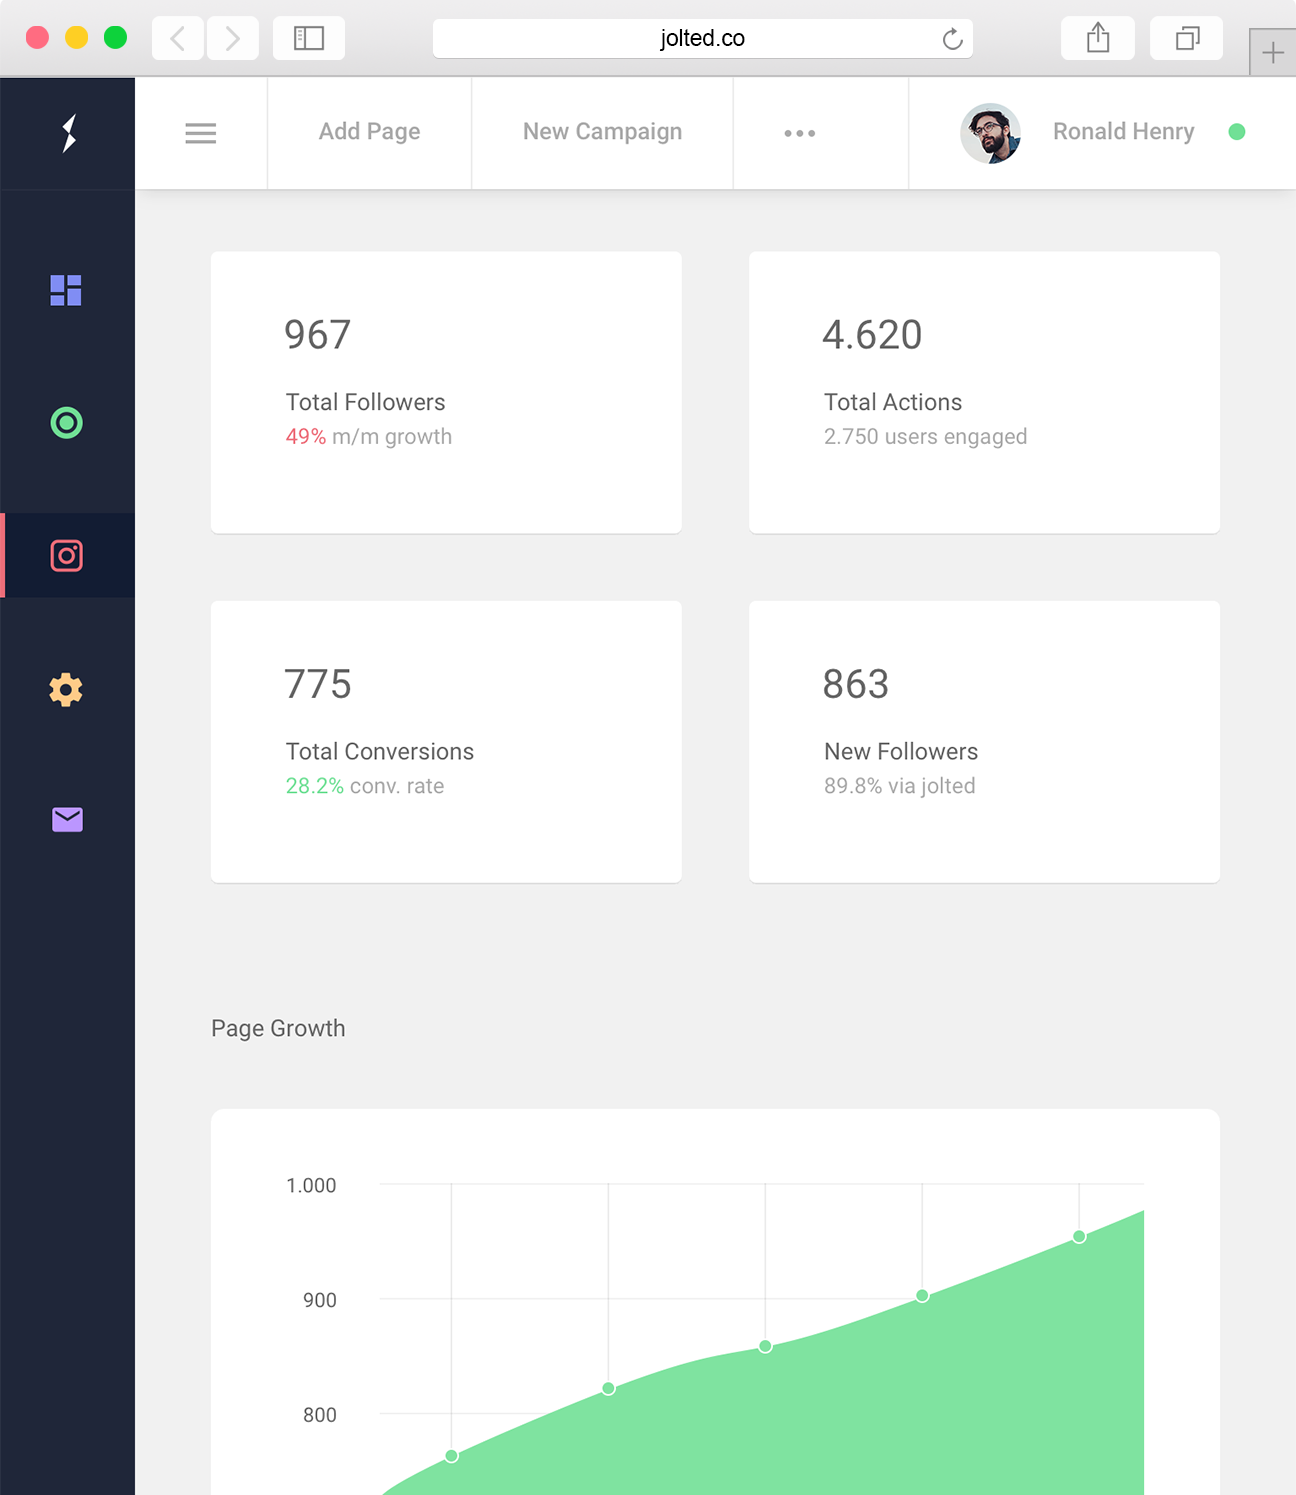 jolted.co
Add Page
New Campaign
Ronald Henry
967
Total Followers
49% m/m growth
4.620
Total Actions
2.750 users engaged
775
Total Conversions
28.2% conv. rate
863
New Followers
89.8% via jolted
Page Growth
1.000
900
800